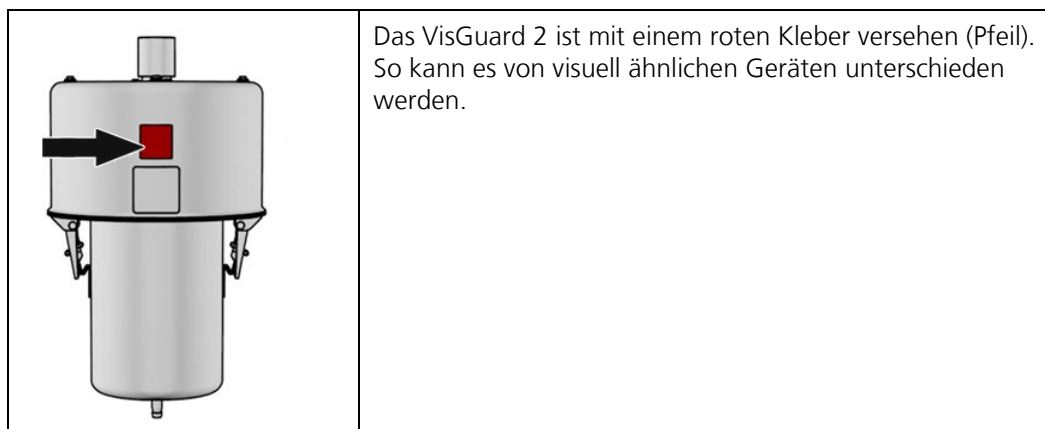 Das VisGuard 2 ist mit einem roten Kleber versehen (Pfeil).
So kann es von visuell ähnlichen Geräten unterschieden
werden.